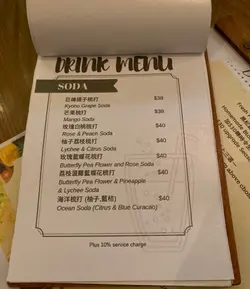 DRINK MENU
SODA
巨峰提子梳打 $38
Kyoho Grape Soda
芒果梳打 $38
Mango Soda
玫瑰白桃梳打 $40
Rose & Peach Soda
柚子荔枝梳打 $40
Lychee & Citrus Soda
玫瑰藍蝶花梳打 $40
Butterfly Pea Flower and Rose Soda
荔枝菠蘿藍蝶花梳打 $40
Butterfly Pea Flower & Pineapple
& Lychee Soda
海洋梳打 (柚子,藍桔) $40
Ocean Soda (Citrus & Blue Curacao)
Plus 10% service charge